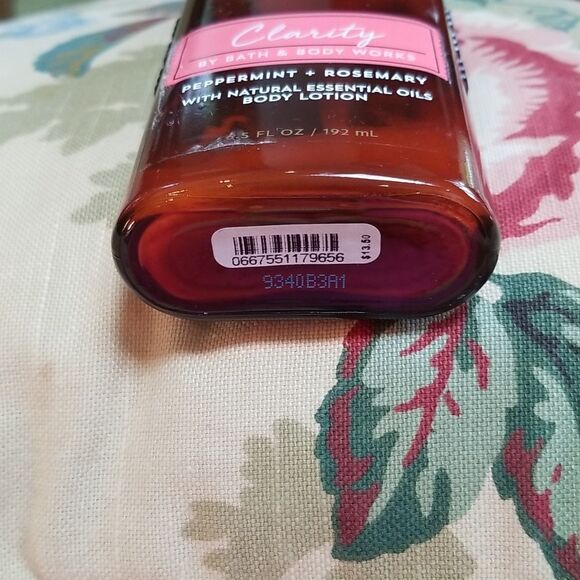 Clarity
BY BATH & BODY WORKS
PEPPERMINT + ROSEMARY
WITH NATURAL ESSENTIAL OILS
BODY LOTION
.5 FL OZ / 192 mL
0667551179656
$13.50
9340B3A1